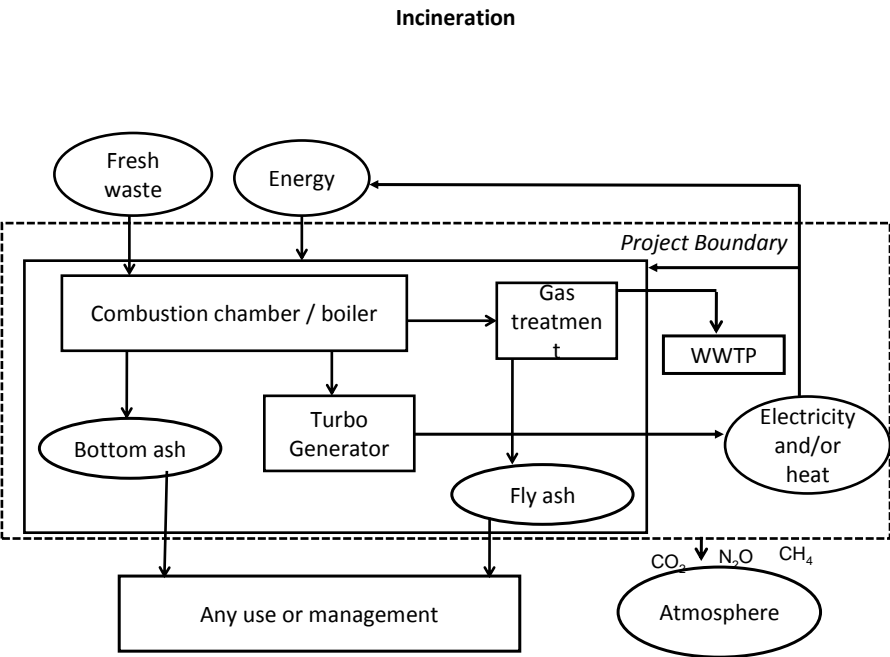 Incineration
Fresh
waste
Energy
Project Boundary
Combustion chamber / boiler
Gas
treatmen
t
WWTP
Turbo
Generator
Electricity
and/or
heat
Bottom ash
Fly ash
CO₂
N₂O
CH₄
Any use or management
Atmosphere